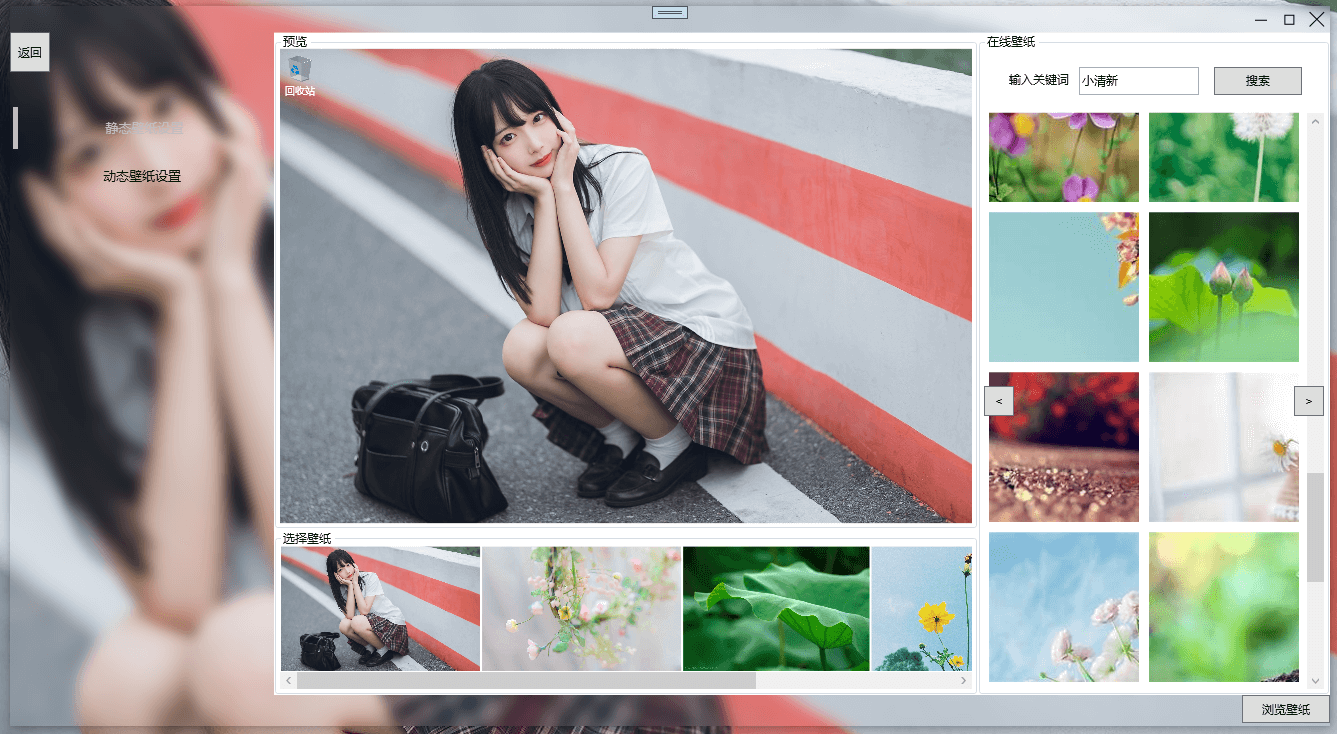 返回
静态壁纸设置
动态壁纸设置
预览
回收站
选择壁纸
在线壁纸
输入关键词 小清新 搜索
< >
浏览壁纸